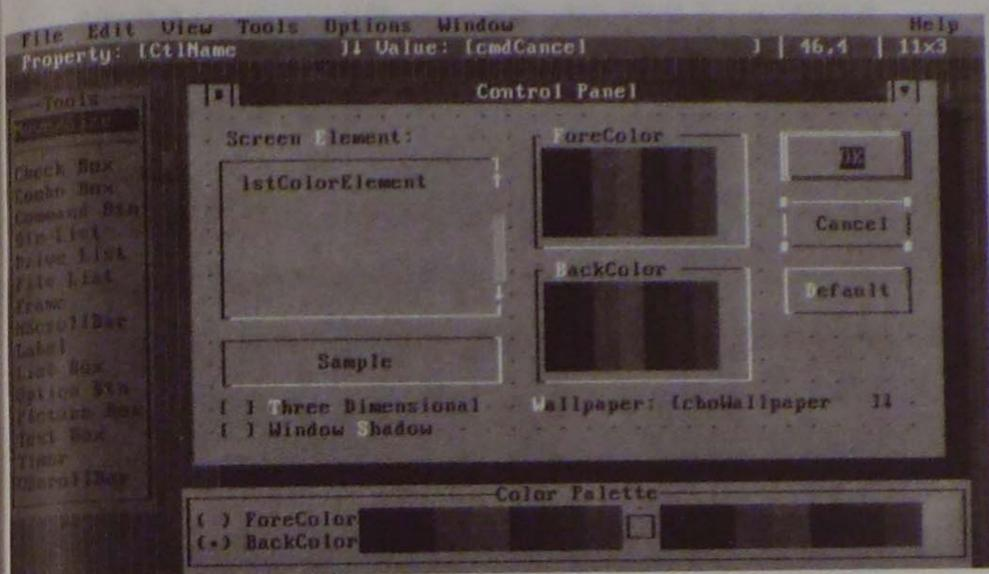 File Edit View Tools Options Window Help
Property: [CtlName ]↓ Value: [cmdCancel ] | 46,4 | 11x3
Tools
Control Panel
Screen Element:
ForeColor
OK
Check Box
Combo Box
Command Btn
Dir List
Drive List
File List
Frame
HScrollBar
Label
List Box
Option Btn
Picture Box
Text Box
Timer
VScrollBar
lstColorElement
Cancel
BackColor
Default
Sample
[ ] Three Dimensional
Wallpaper: [cboWallpaper ]↓
[ ] Window Shadow
Color Palette
( ) ForeColor
(•) BackColor